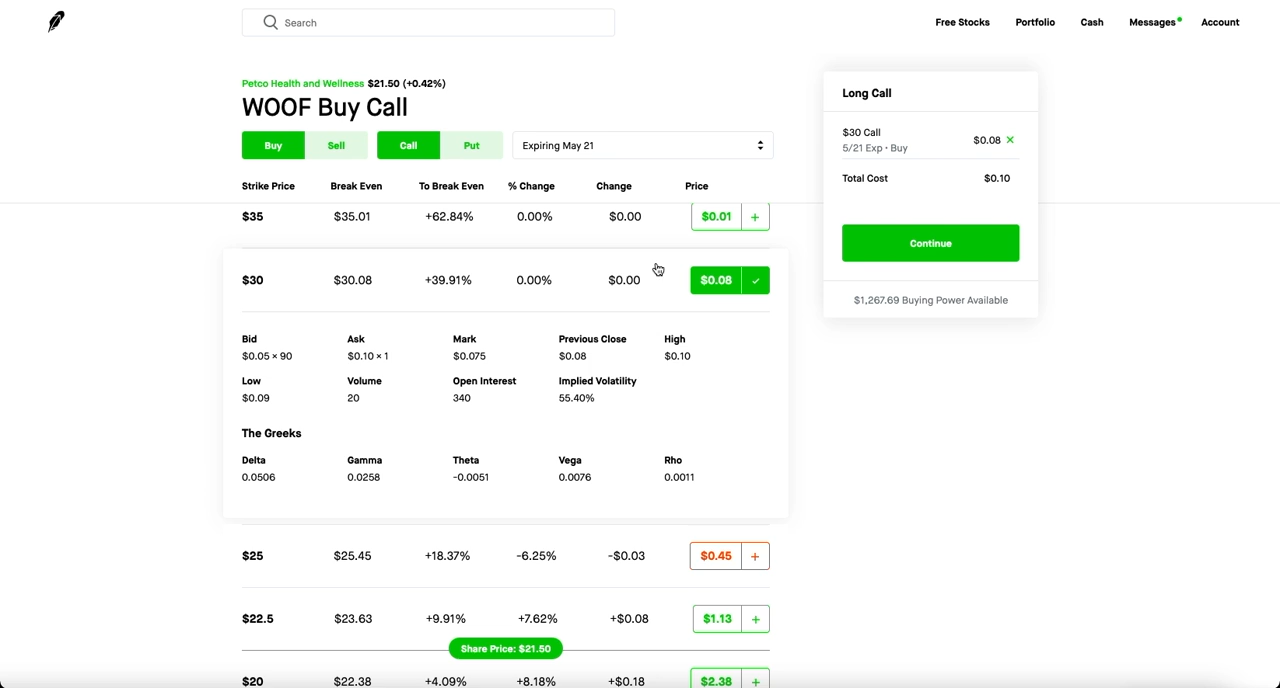 Search
Free Stocks Portfolio Cash Messages Account
Petco Health and Wellness $21.50 (+0.42%)
WOOF Buy Call
Buy Sell Call Put Expiring May 21
Strike Price Break Even To Break Even % Change Change Price
$35 $35.01 +62.84% 0.00% $0.00 $0.01 +
$30 $30.08 +39.91% 0.00% $0.00 $0.08
Bid Ask Mark Previous Close High
$0.05 × 90 $0.10 × 1 $0.075 $0.08 $0.10
Low Volume Open Interest Implied Volatility
$0.09 20 340 55.40%
The Greeks
Delta Gamma Theta Vega Rho
0.0506 0.0258 -0.0051 0.0076 0.0011
$25 $25.45 +18.37% -6.25% -$0.03 $0.45 +
$22.5 $23.63 +9.91% +7.62% +$0.08 $1.13 +
Share Price: $21.50
$20 $22.38 +4.09% +8.18% +$0.18 $2.38 +
Long Call
$30 Call $0.08 ×
5/21 Exp • Buy
Total Cost $0.10
Continue
$1,267.69 Buying Power Available